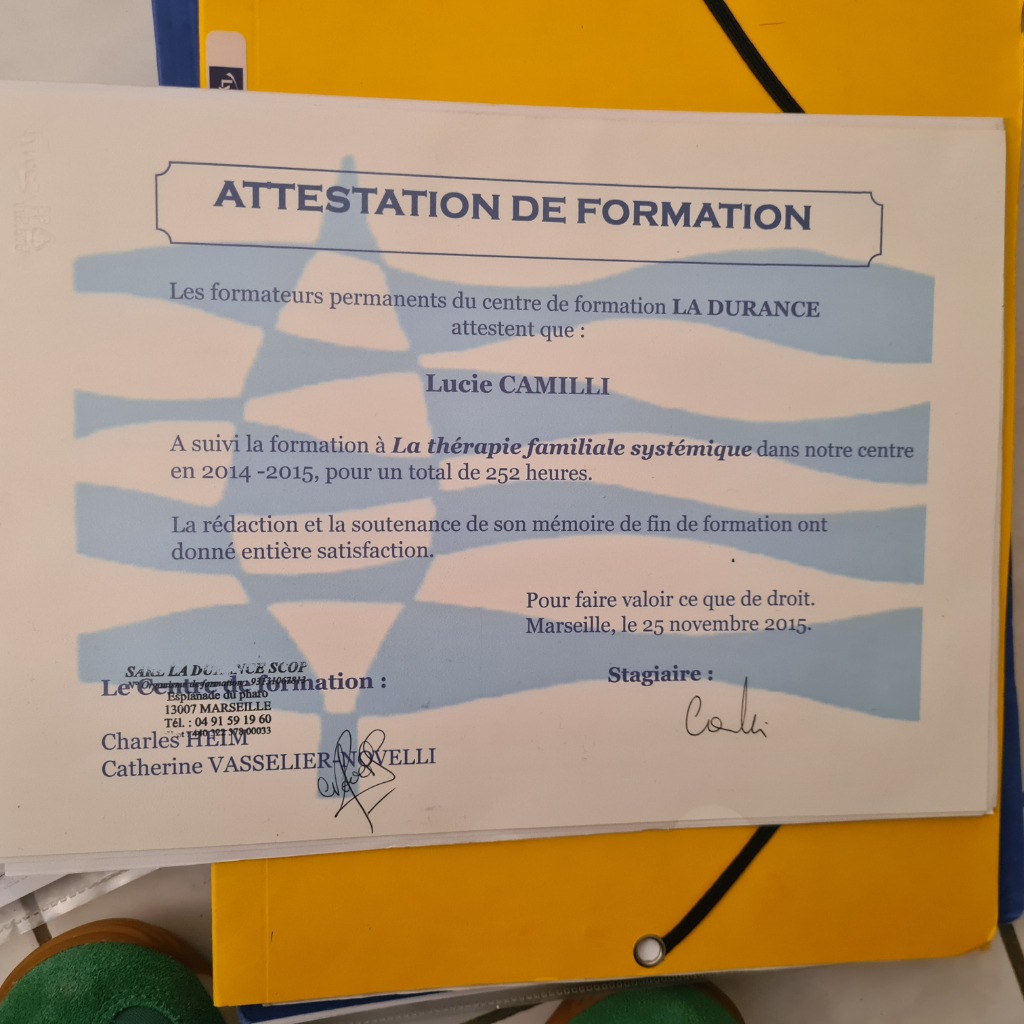 ATTESTATION DE FORMATION
Les formateurs permanents du centre de formation LA DURANCE
attestent que :
Lucie CAMILLI
A suivi la formation à La thérapie familiale systémique dans notre centre
en 2014 -2015, pour un total de 252 heures.
La rédaction et la soutenance de son mémoire de fin de formation ont
donné entière satisfaction.
Pour faire valoir ce que de droit.
Marseille, le 25 novembre 2015.
Stagiaire :
SARL LA DURANCE SCOP
Le Centre de formation :
Esplanade du pharo
13007 MARSEILLE
Tél. : 04 91 59 19 60
Charles HEIM
Catherine VASSELIER-NOVELLI